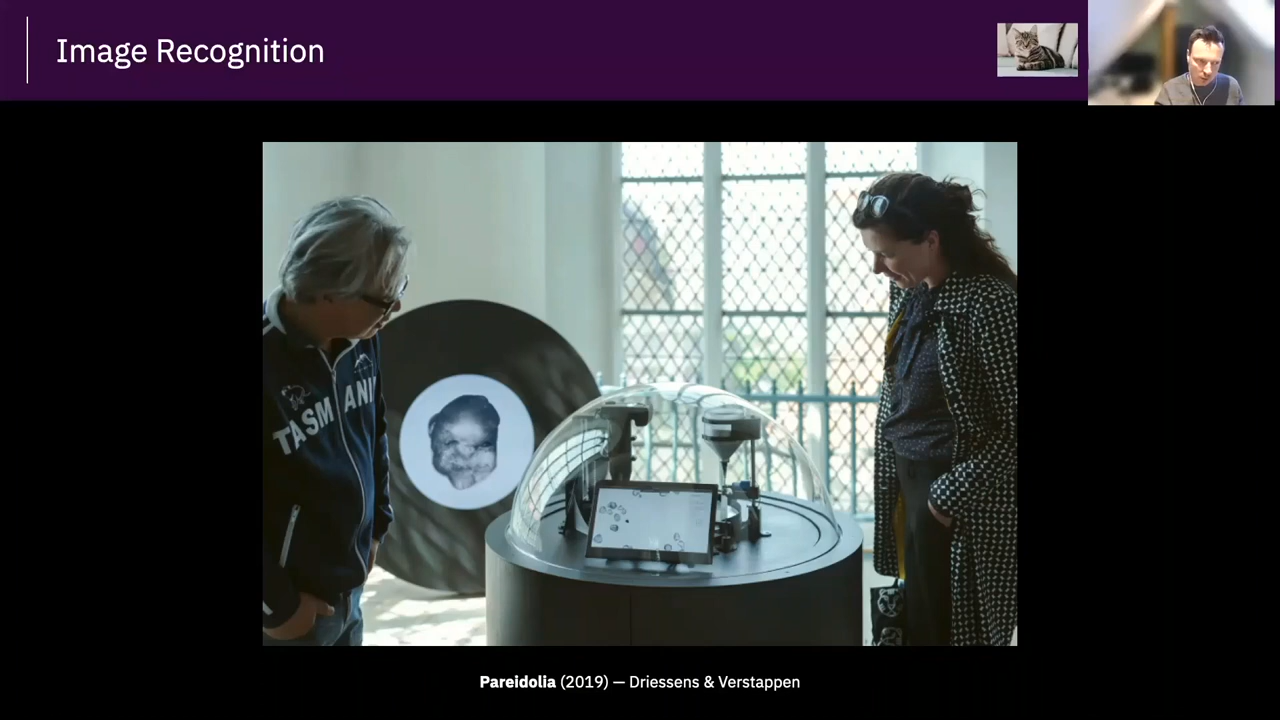 Image Recognition
TASMANI
Pareidolia (2019) — Driessens & Verstappen